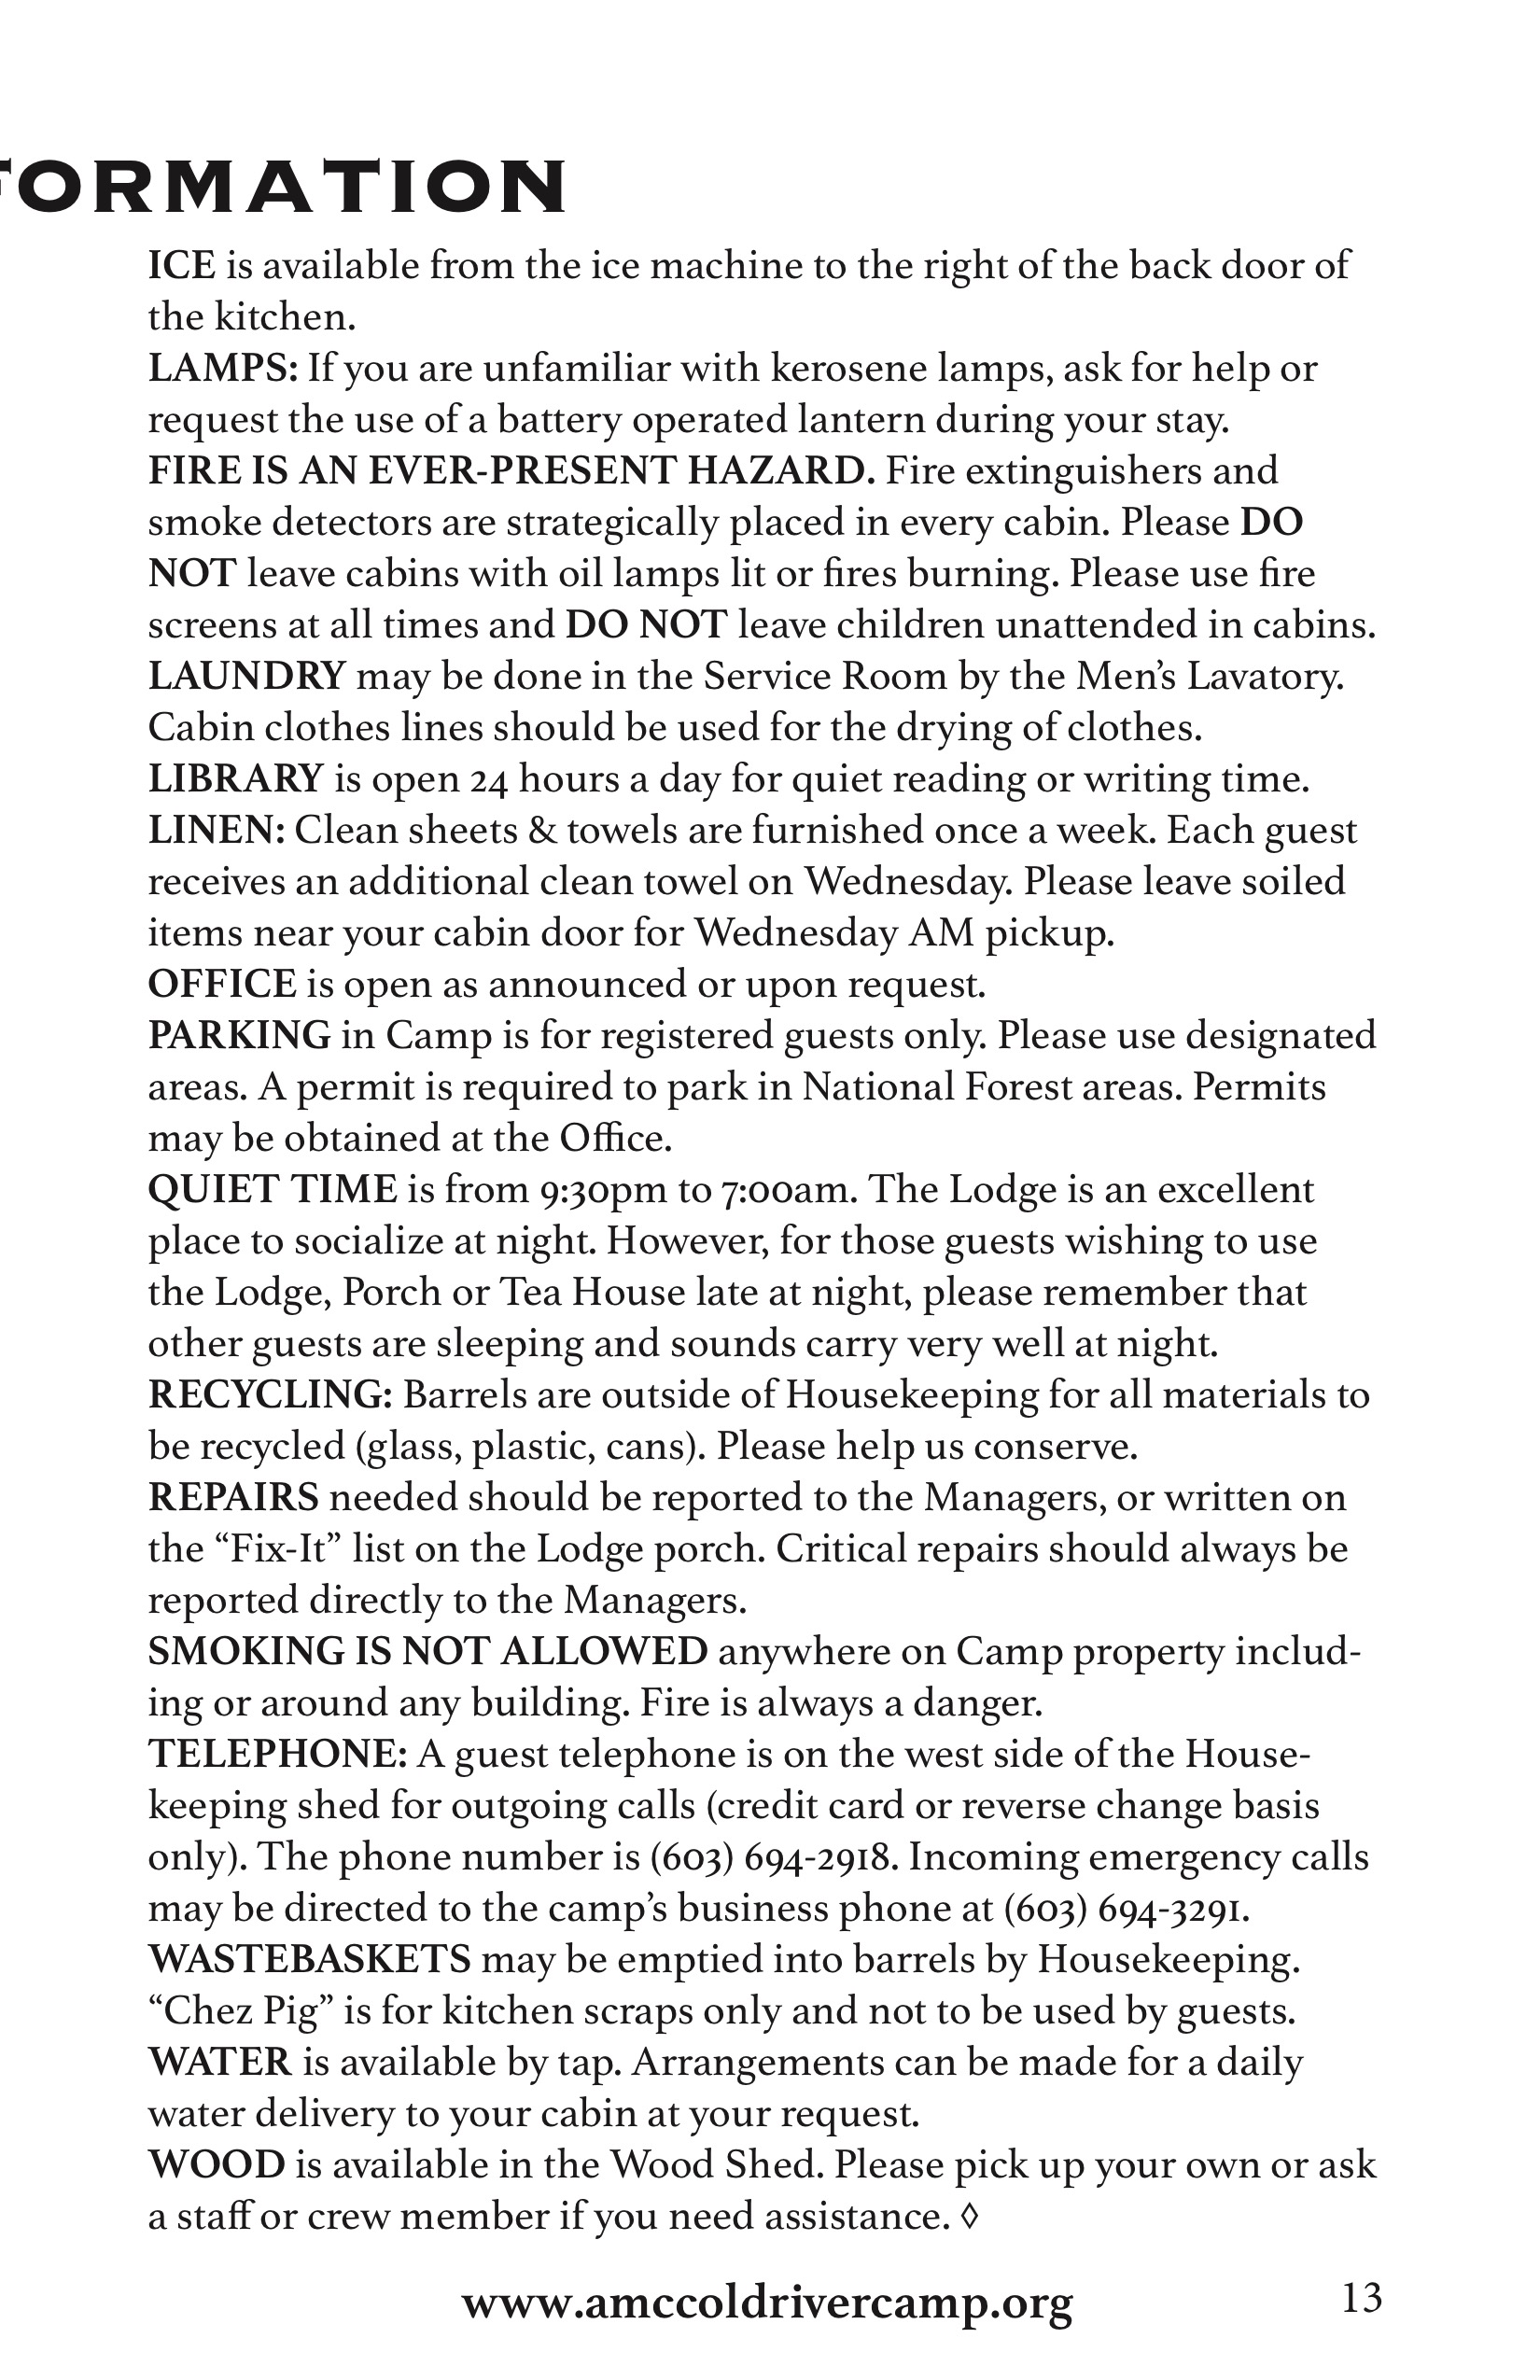 FORMATION
ICE is available from the ice machine to the right of the back door of
the kitchen.
LAMPS: If you are unfamiliar with kerosene lamps, ask for help or
request the use of a battery operated lantern during your stay.
FIRE IS AN EVER-PRESENT HAZARD. Fire extinguishers and
smoke detectors are strategically placed in every cabin. Please DO
NOT leave cabins with oil lamps lit or fires burning. Please use fire
screens at all times and DO NOT leave children unattended in cabins.
LAUNDRY may be done in the Service Room by the Men’s Lavatory.
Cabin clothes lines should be used for the drying of clothes.
LIBRARY is open 24 hours a day for quiet reading or writing time.
LINEN: Clean sheets & towels are furnished once a week. Each guest
receives an additional clean towel on Wednesday. Please leave soiled
items near your cabin door for Wednesday AM pickup.
OFFICE is open as announced or upon request.
PARKING in Camp is for registered guests only. Please use designated
areas. A permit is required to park in National Forest areas. Permits
may be obtained at the Office.
QUIET TIME is from 9:30pm to 7:00am. The Lodge is an excellent
place to socialize at night. However, for those guests wishing to use
the Lodge, Porch or Tea House late at night, please remember that
other guests are sleeping and sounds carry very well at night.
RECYCLING: Barrels are outside of Housekeeping for all materials to
be recycled (glass, plastic, cans). Please help us conserve.
REPAIRS needed should be reported to the Managers, or written on
the “Fix-It” list on the Lodge porch. Critical repairs should always be
reported directly to the Managers.
SMOKING IS NOT ALLOWED anywhere on Camp property includ-
ing or around any building. Fire is always a danger.
TELEPHONE: A guest telephone is on the west side of the House-
keeping shed for outgoing calls (credit card or reverse change basis
only). The phone number is (603) 694-2918. Incoming emergency calls
may be directed to the camp’s business phone at (603) 694-3291.
WASTEBASKETS may be emptied into barrels by Housekeeping.
“Chez Pig” is for kitchen scraps only and not to be used by guests.
WATER is available by tap. Arrangements can be made for a daily
water delivery to your cabin at your request.
WOOD is available in the Wood Shed. Please pick up your own or ask
a staff or crew member if you need assistance. ◊
www.amccoldrivercamp.org 13